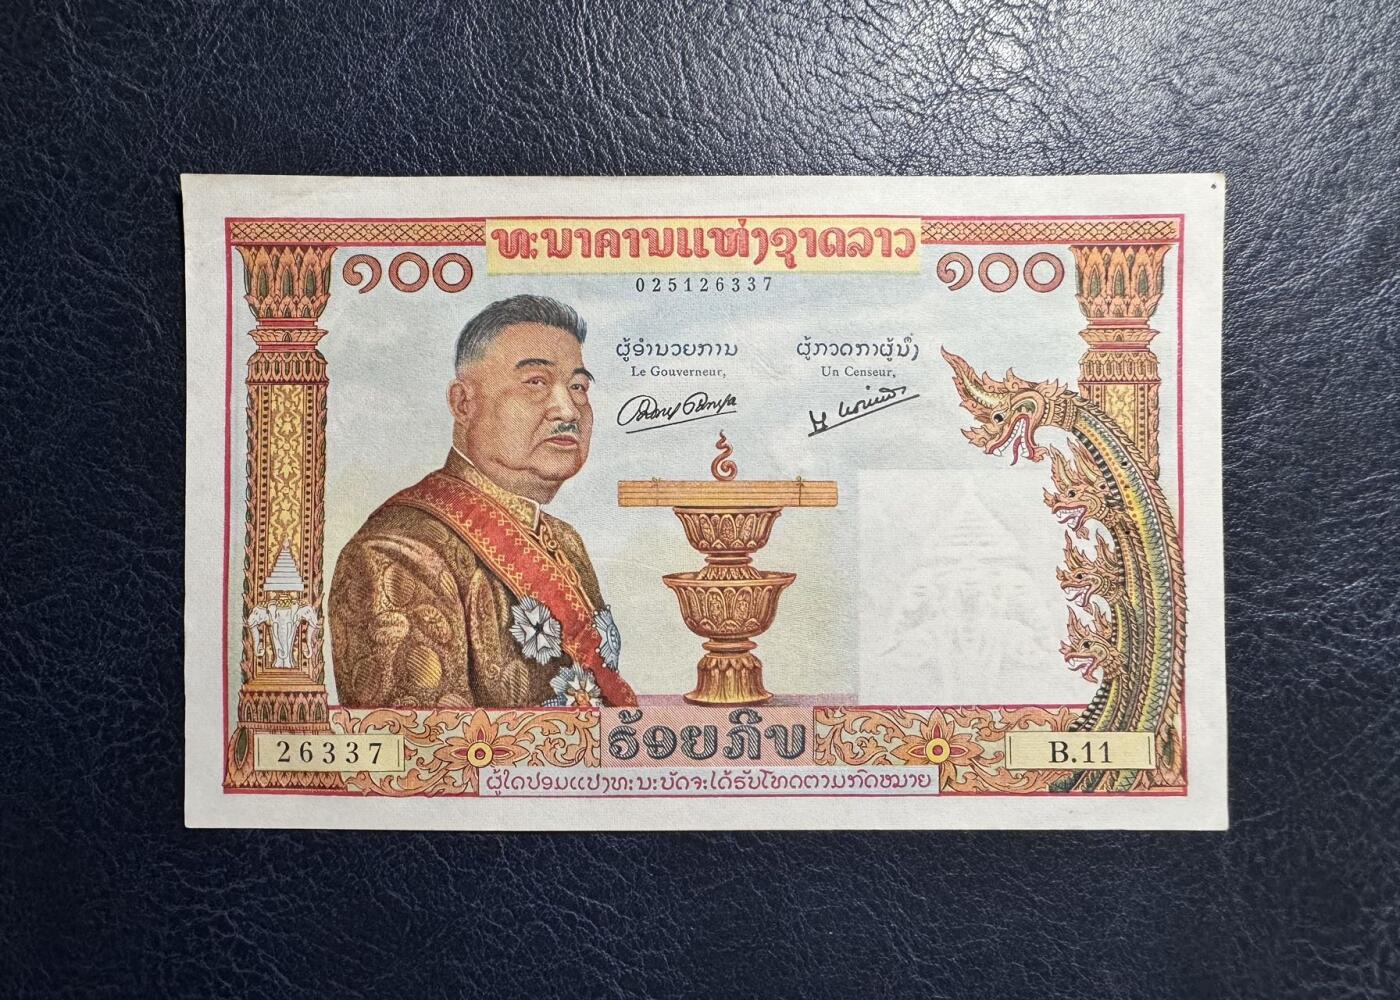 ທະນາຄານແຫ່ງຊາດລາວ
໑໐໐ ໑໐໐
025126337
ຜູ້ອຳນວຍການ ຜູ້ກວດກາຜູ້ນຶ່ງ
Le Gouverneur, Un Censeur,
ຮ້ອຍກີບ
26337 B.11
ຜູ້ໃດປອມແປງທະນະບັດຈະໄດ້ຮັບໂທດຕາມກົດໝາຍ